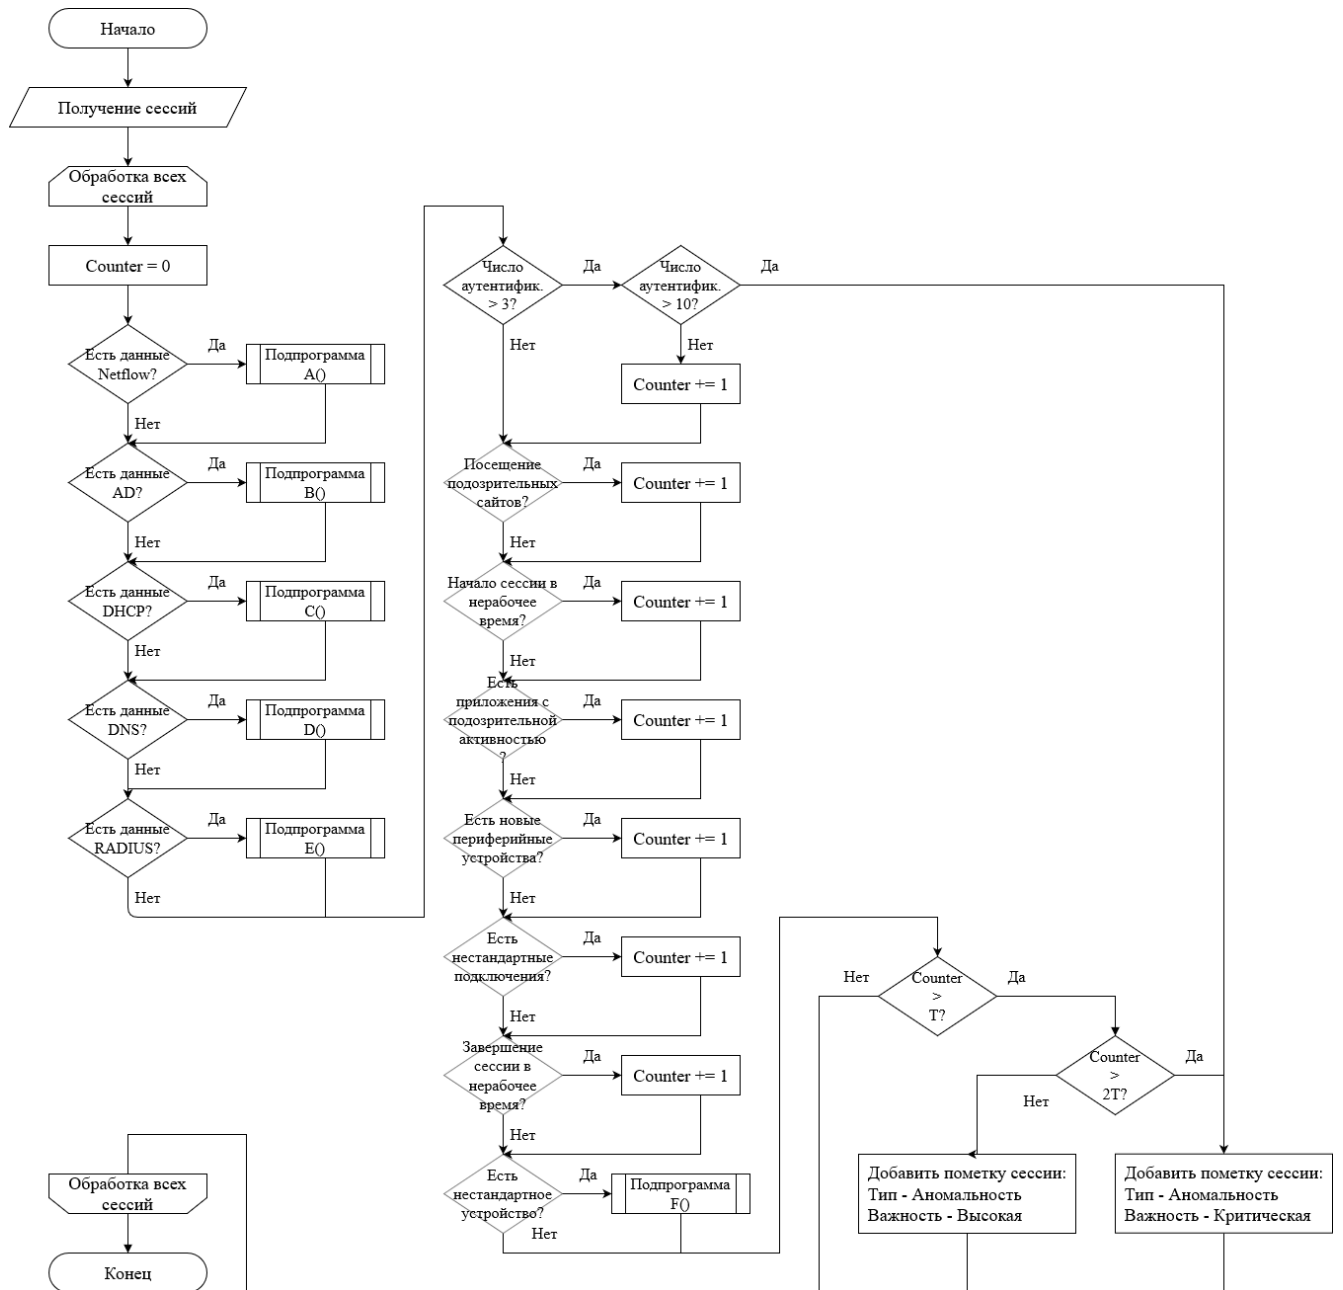 Начало
Получение сессий
Обработка всех
сессий
Counter = 0
Есть данные
Netflow?
Да
Подпрограмма
A()
Нет
Есть данные
AD?
Да
Подпрограмма
B()
Нет
Есть данные
DHCP?
Да
Подпрограмма
C()
Нет
Есть данные
DNS?
Да
Подпрограмма
D()
Нет
Есть данные
RADIUS?
Да
Подпрограмма
E()
Нет
Число
аутентифик.
> 3?
Да
Нет
Число
аутентифик.
> 10?
Да
Нет
Counter += 1
Посещение
подозрительных
сайтов?
Да
Counter += 1
Нет
Начало сессии в
нерабочее
время?
Да
Counter += 1
Нет
Есть
приложения с
подозрительной
активностью
?
Да
Counter += 1
Нет
Есть новые
периферийные
устройства?
Да
Counter += 1
Нет
Есть
нестандартные
подключения?
Да
Counter += 1
Нет
Завершение
сессии в
нерабочее
время?
Да
Counter += 1
Нет
Есть
нестандартное
устройство?
Да
Подпрограмма
F()
Нет
Counter
>
T?
Нет
Да
Counter
>
2T?
Да
Нет
Добавить пометку сессии:
Тип - Аномальность
Важность - Высокая
Добавить пометку сессии:
Тип - Аномальность
Важность - Критическая
Обработка всех
сессий
Конец